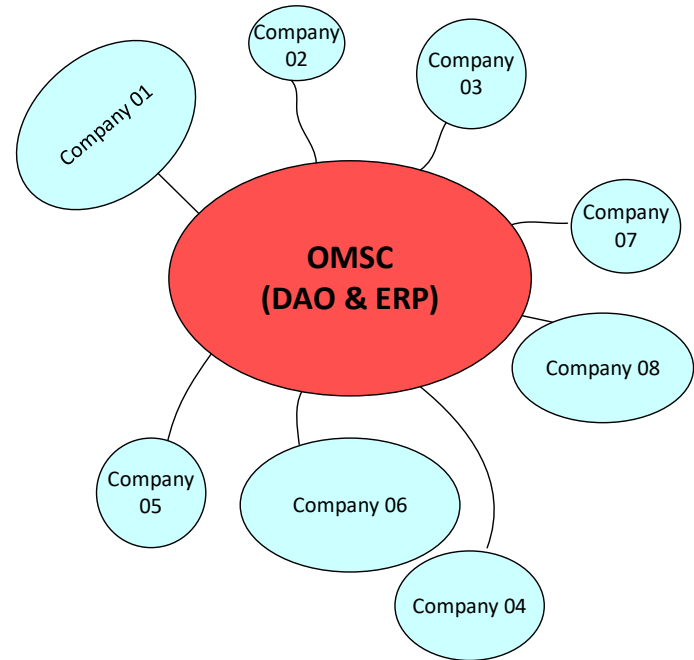 Company
02
Company
03
Company 01
Company
07
OMSC
(DAO & ERP)
Company 08
Company
05
Company 06
Company 04